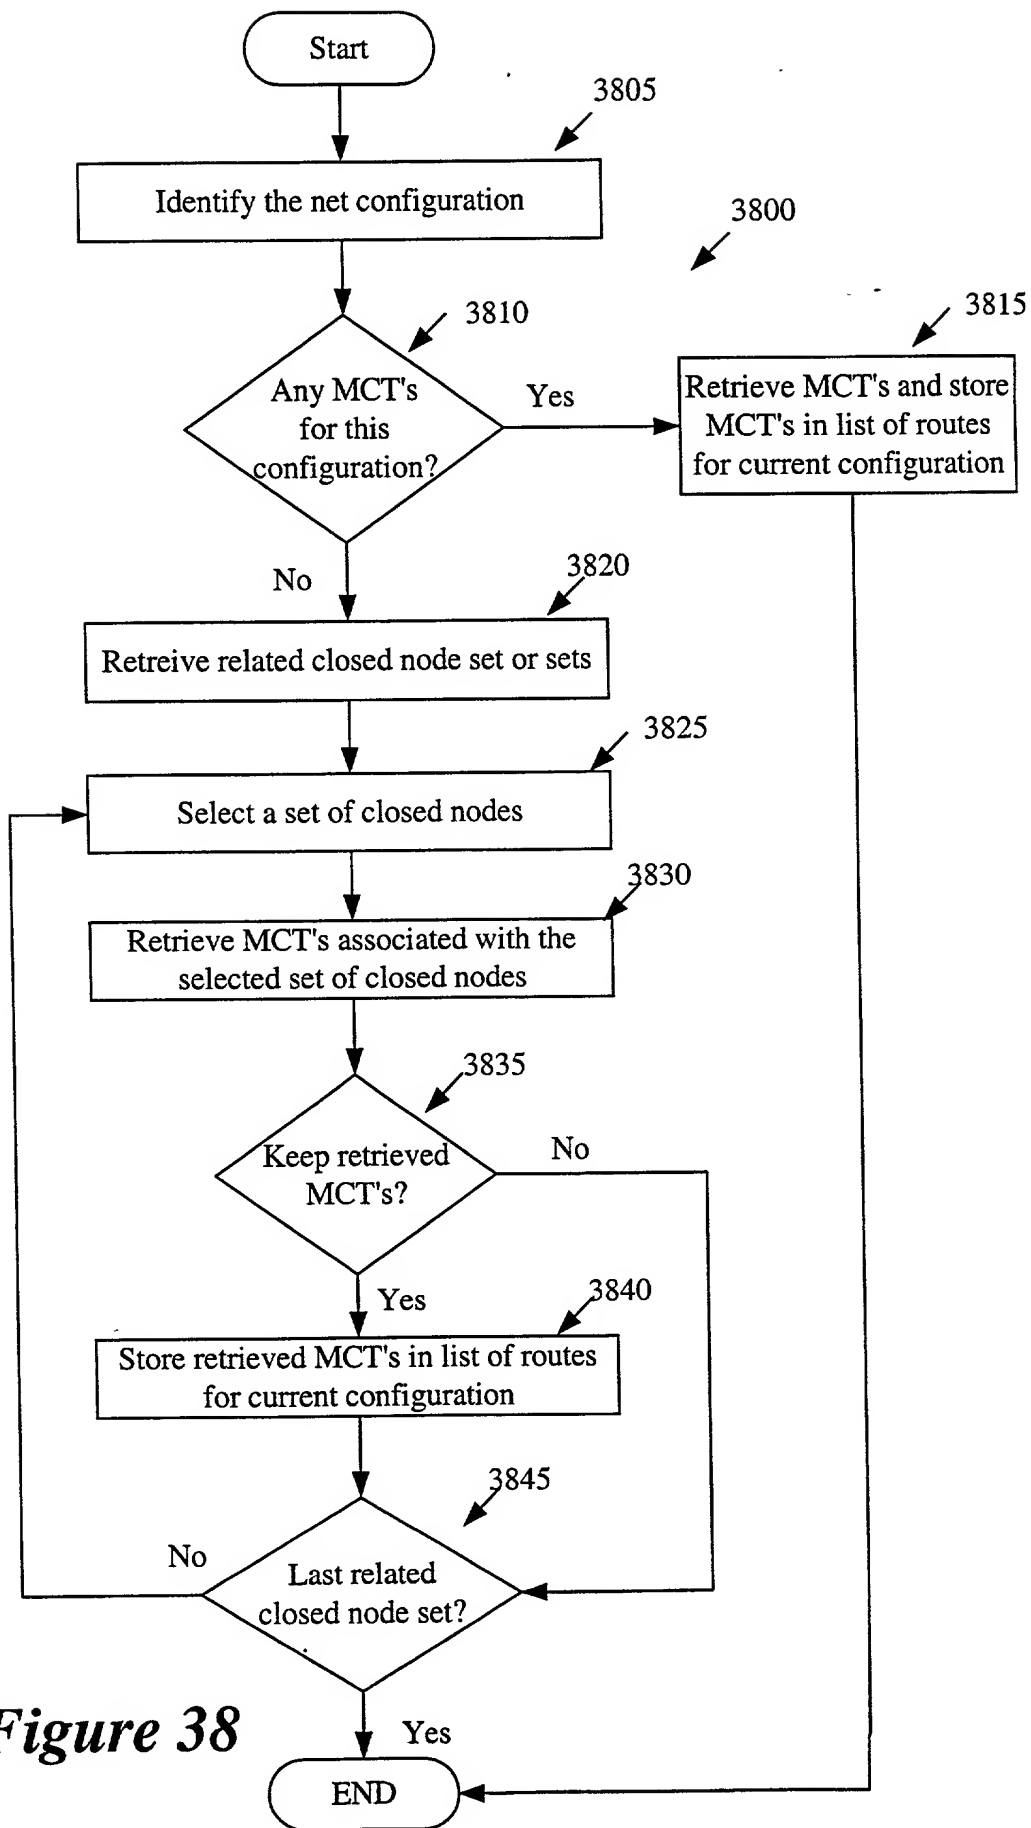 Start
3805
Identify the net configuration
3800
3810
3815
Any MCT's
for this
configuration?
Yes
Retrieve MCT's and store
MCT's in list of routes
for current configuration
No
3820
Retreive related closed node set or sets
3825
Select a set of closed nodes
3830
Retrieve MCT's associated with the
selected set of closed nodes
3835
Keep retrieved
MCT's?
No
Yes
3840
Store retrieved MCT's in list of routes
for current configuration
3845
No
Last related
closed node set?
Figure 38
Yes
END